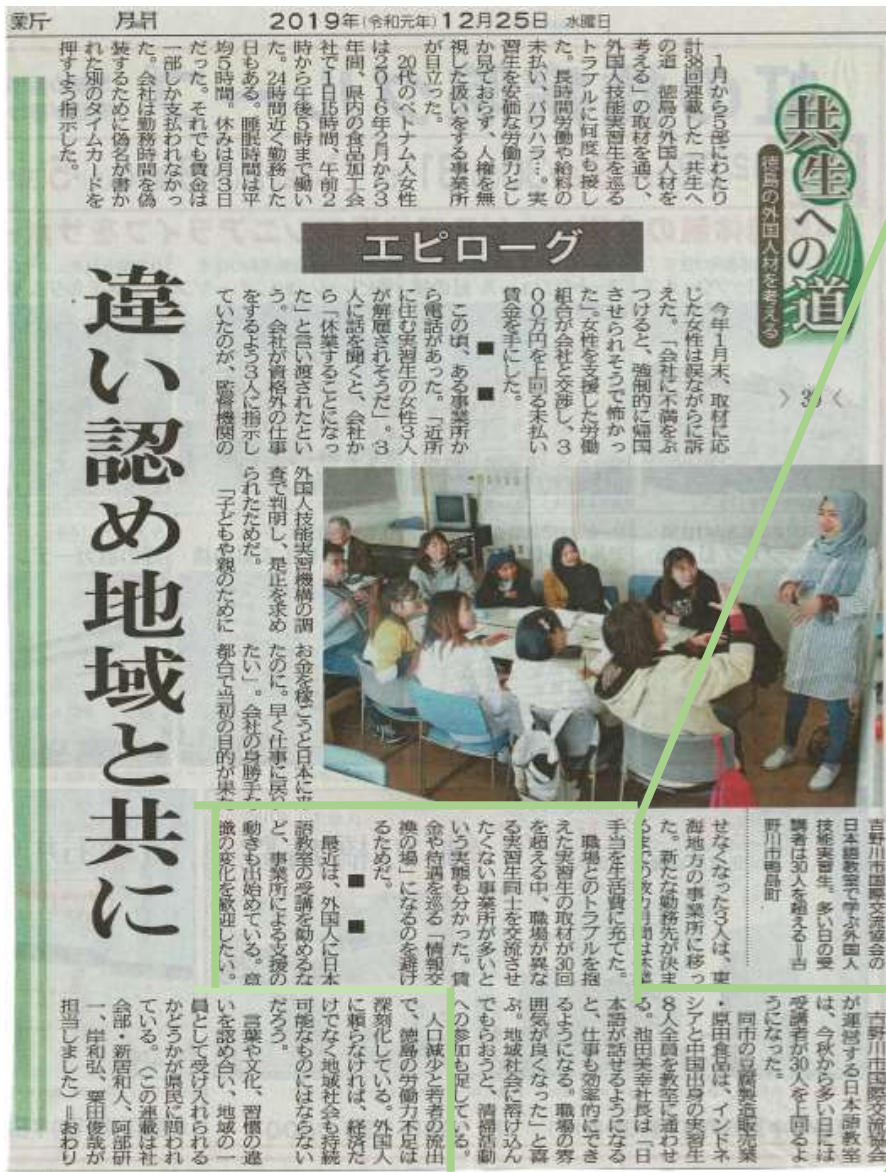 新聞
2019年(令和元年)12月25日 水曜日
共生への道
徳島の外国人材を考える
エピローグ
違い認め地域と共に
1月から5部にわたり
計38回連載した「共生へ
の道 徳島の外国人材を
考える」の取材を通し、
外国人技能実習生を巡る
トラブルに何度も接し
た。長時間労働や給料の
未払い、パワハラ…。実
習生を安価な労働力とし
か見ておらず、人権を無
視した扱いをする事業所
が目立った。
20代のベトナム人女性
は2016年2月から3
年間、県内の食品加工会
社で1日15時間、午前2
時から午後5時まで働い
た。24時間近く勤務した
日もある。睡眠時間は平
均5時間。休みは月3日
だった。それでも賃金は
一部しか支払われなかっ
た。会社は勤務時間を偽
装するために偽名が書か
れた別のタイムカードを
押すよう指示した。
今年1月末、取材に応
じた女性は涙ながらに訴
えた。「会社に不満をぶ
つけると、強制的に帰国
させられそうで怖かっ
た」。女性を支援した労働
組合が会社と交渉し、3
00万円を上回る未払い
賃金を手にした。
■ ■
この頃、ある事業所か
ら電話があった。「近所
に住む実習生の女性3人
が解雇されそうだ」。3
人に話を聞くと、会社か
ら「休業することになっ
た」と言い渡されたとい
う。会社が資格外の仕事
をするよう3人に指示し
ていたのが、監督機関の
外国人技能実習機構の調
査で判明し、是正を求め
られたためだ。
「子どもや親のために
お金を稼ごうと日本に来
たのに。早く仕事に戻り
たい」。会社の身勝手な
都合で当初の目的が果た
吉野川市国際交流協会の
日本語教室で学ぶ外国人
技能実習生。多い日の受
講者は30人を超える=吉
野川市鴨島町
せなくなった3人は、東
海地方の事業所に移っ
た。新たな勤務先が決ま
るまでの数カ月間は休業
手当を生活費に充てた。
職場とのトラブルを抱
えた実習生の取材が30回
を超える中、職場が異な
る実習生同士を交流させ
たくない事業所が多いと
いう実態も分かった。賃
金や待遇を巡る「情報交
換の場」になるのを避け
るためだ。
■ ■
最近は、外国人に日本
語教室の受講を勧めるな
ど、事業所による支援の
動きも出始めている。意
識の変化を歓迎したい。
吉野川市国際交流協会
が運営する日本語教室
は、今秋から多い日には
受講者が30人を上回るよ
うになった。
同市の豆腐製造販売業
・原田食品は、インドネ
シアと中国出身の実習生
8人全員を教室に通わせ
る。池田美幸社長は「日
本語が話せるようになる
と、仕事も効率的にでき
るようになる。職場の雰
囲気が良くなった」と喜
ぶ。地域社会に溶け込ん
でもらおうと、清掃活動
への参加も促している。
人口減少と若者の流出
で、徳島の労働力不足は
深刻化している。外国人
に頼らなければ、経済だ
けでなく地域社会も持続
可能なものにはならない
だろう。
言葉や文化、習慣の違
いを認め合い、地域の一
員として受け入れられる
かどうかが県民に問われ
ている。(この連載は社
会部・新居和人、阿部研
一、岸和弘、粟田俊哉が
担当しました)=おわり